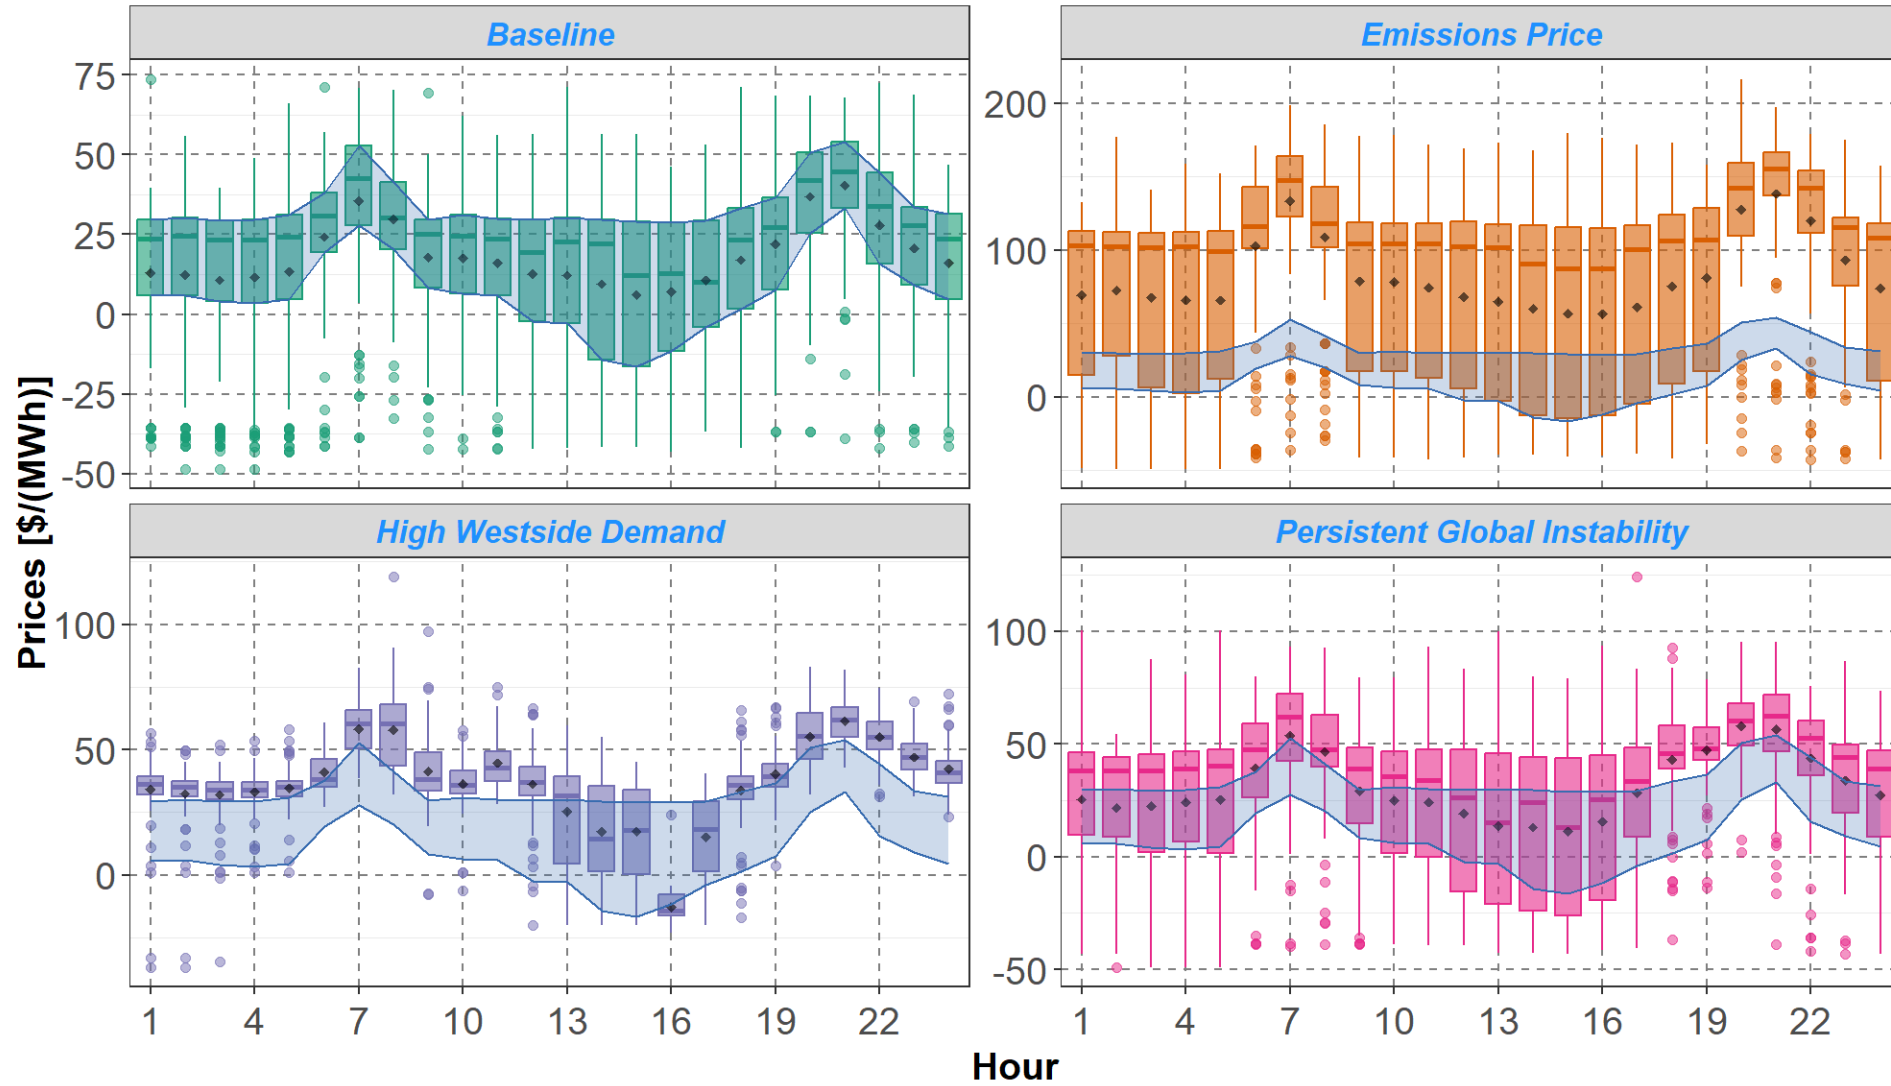 Baseline
Emissions Price
75
50
25
0
-25
-50
200
100
0
High Westside Demand
Persistent Global Instability
100
50
0
100
50
0
-50
1 4 7 10 13 16 19 22
1 4 7 10 13 16 19 22
Prices [$/(MWh)]
Hour